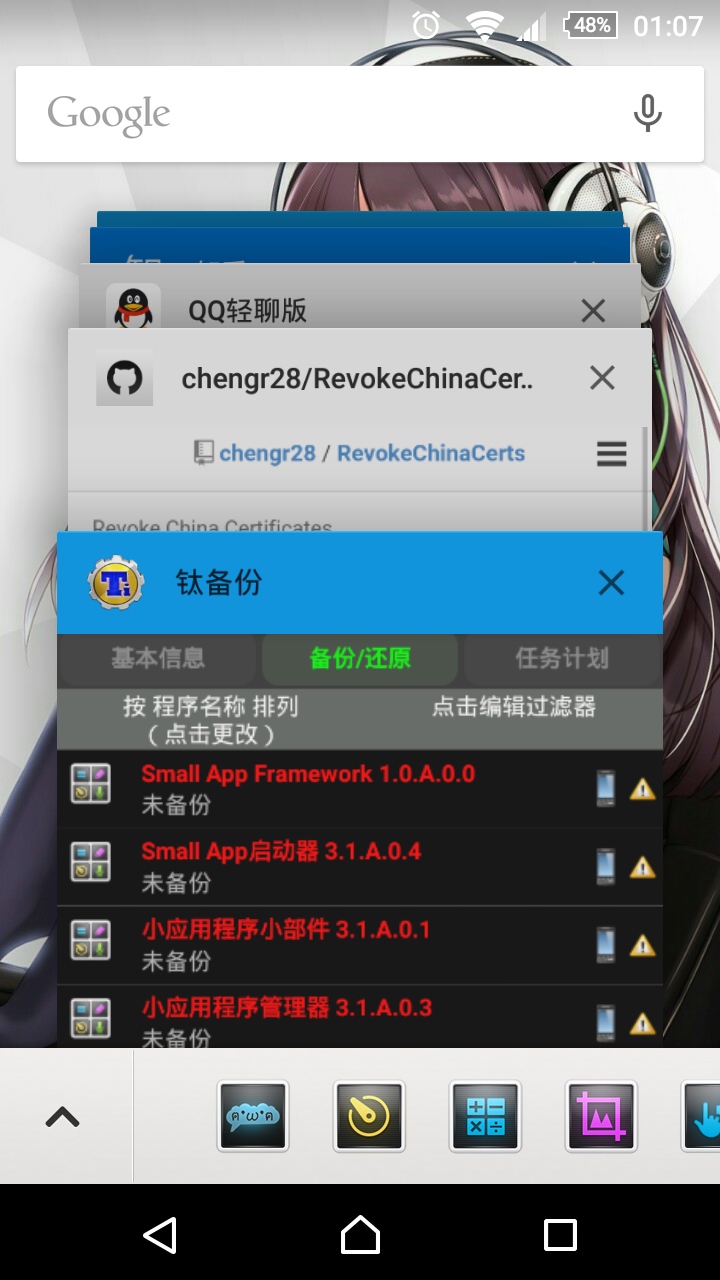 48% 01:07
Google
QQ轻聊版
chengr28/RevokeChinaCer..
chengr28 / RevokeChinaCerts
Revoke China Certificates
钛备份
基本信息 备份/还原 任务计划
按 程序名称 排列 点击编辑过滤器
（点击更改）
Small App Framework 1.0.A.0.0
未备份
Small App启动器 3.1.A.0.4
未备份
小应用程序小部件 3.1.A.0.1
未备份
小应用程序管理器 3.1.A.0.3
未备份